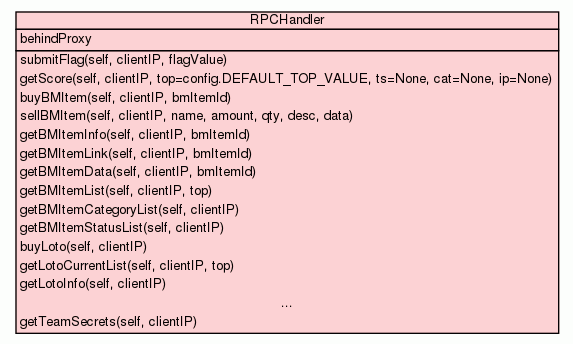 RPCHandler
behindProxy
submitFlag(self, clientIP, flagValue)
getScore(self, clientIP, top=config.DEFAULT_TOP_VALUE, ts=None, cat=None, ip=None)
buyBMItem(self, clientIP, bmItemId)
sellBMItem(self, clientIP, name, amount, qty, desc, data)
getBMItemInfo(self, clientIP, bmItemId)
getBMItemLink(self, clientIP, bmItemId)
getBMItemData(self, clientIP, bmItemId)
getBMItemList(self, clientIP, top)
getBMItemCategoryList(self, clientIP)
getBMItemStatusList(self, clientIP)
buyLoto(self, clientIP)
getLotoCurrentList(self, clientIP, top)
getLotoInfo(self, clientIP)
...
getTeamSecrets(self, clientIP)